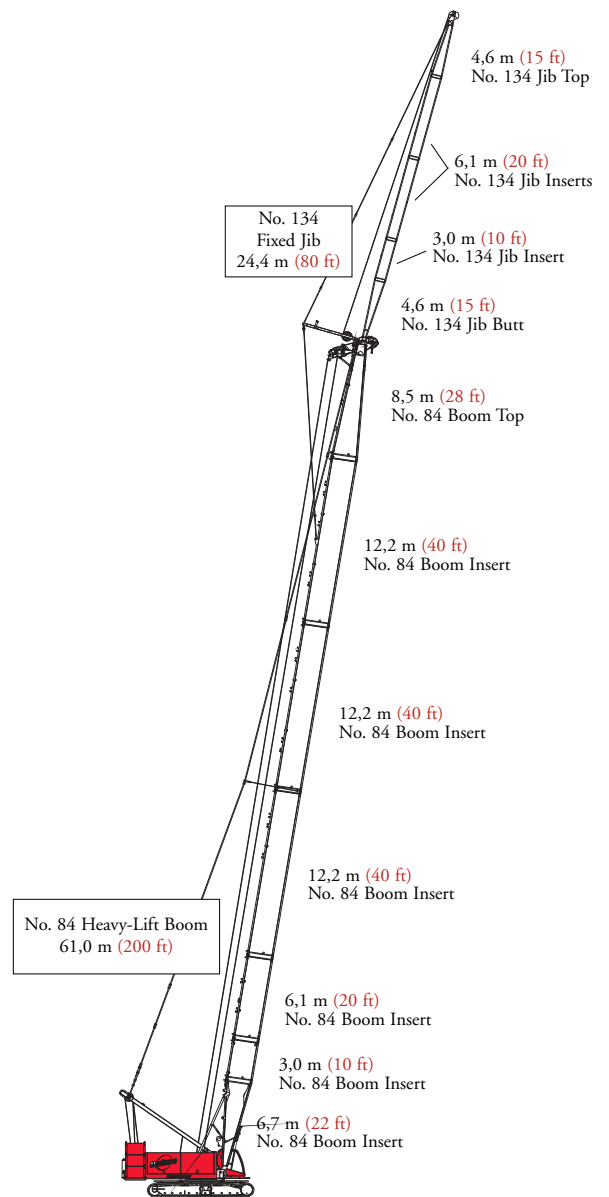 4,6 m (15 ft)
No. 134 Jib Top
6,1 m (20 ft)
No. 134 Jib Inserts
No. 134
Fixed Jib
24,4 m (80 ft)
3,0 m (10 ft)
No. 134 Jib Insert
4,6 m (15 ft)
No. 134 Jib Butt
8,5 m (28 ft)
No. 84 Boom Top
12,2 m (40 ft)
No. 84 Boom Insert
12,2 m (40 ft)
No. 84 Boom Insert
12,2 m (40 ft)
No. 84 Boom Insert
No. 84 Heavy-Lift Boom
61,0 m (200 ft)
6,1 m (20 ft)
No. 84 Boom Insert
3,0 m (10 ft)
No. 84 Boom Insert
6,7 m (22 ft)
No. 84 Boom Insert